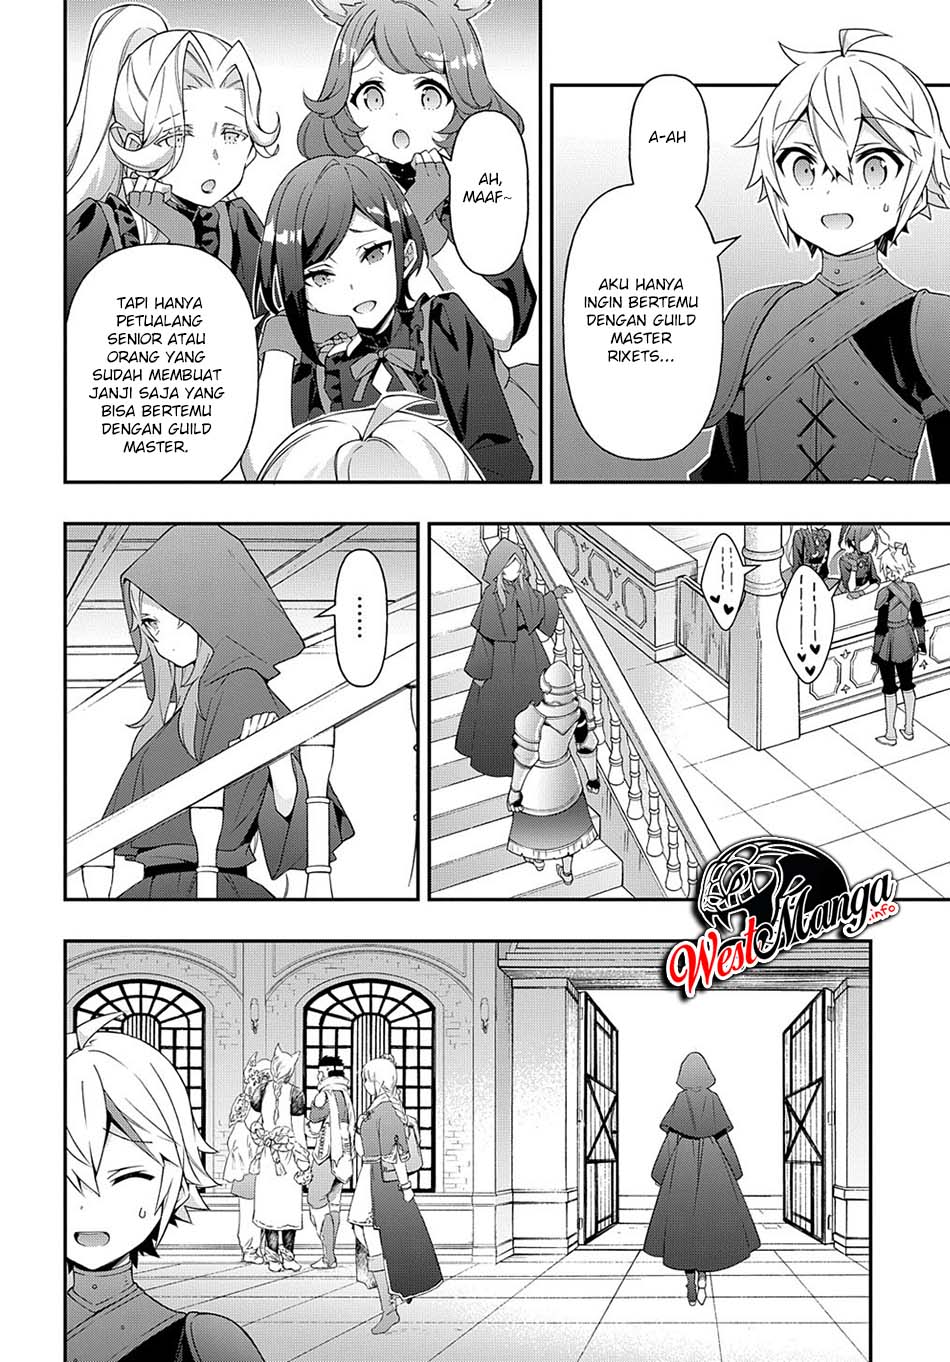 A-AH
AKU HANYA
INGIN BERTEMU
DENGAN GUILD
MASTER
RIXETS...
AH,
MAAF~
TAPI HANYA
PETUALANG
SENIOR ATAU
ORANG YANG
SUDAH MEMBUAT
JANJI SAJA YANG
BISA BERTEMU
DENGAN GUILD
MASTER.
......
WestManga
.info